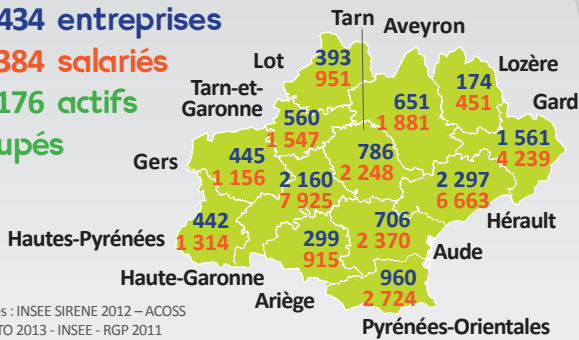 434 entreprises
384 salariés
176 actifs
upés
Tarn
Aveyron
Lot
393
951
Lozère
174
451
Tarn-et-
Garonne
560
1 547
651
1 881
Gard
1 561
4 239
Gers
445
1 156
786
2 248
2 160
7 925
2 297
6 663
Hérault
Hautes-Pyrénées
442
1 314
299
915
706
2 370
Aude
Haute-Garonne
Ariège
960
2 724
Pyrénées-Orientales
es : INSEE SIRENE 2012 – ACOSS
TO 2013 - INSEE - RGP 2011